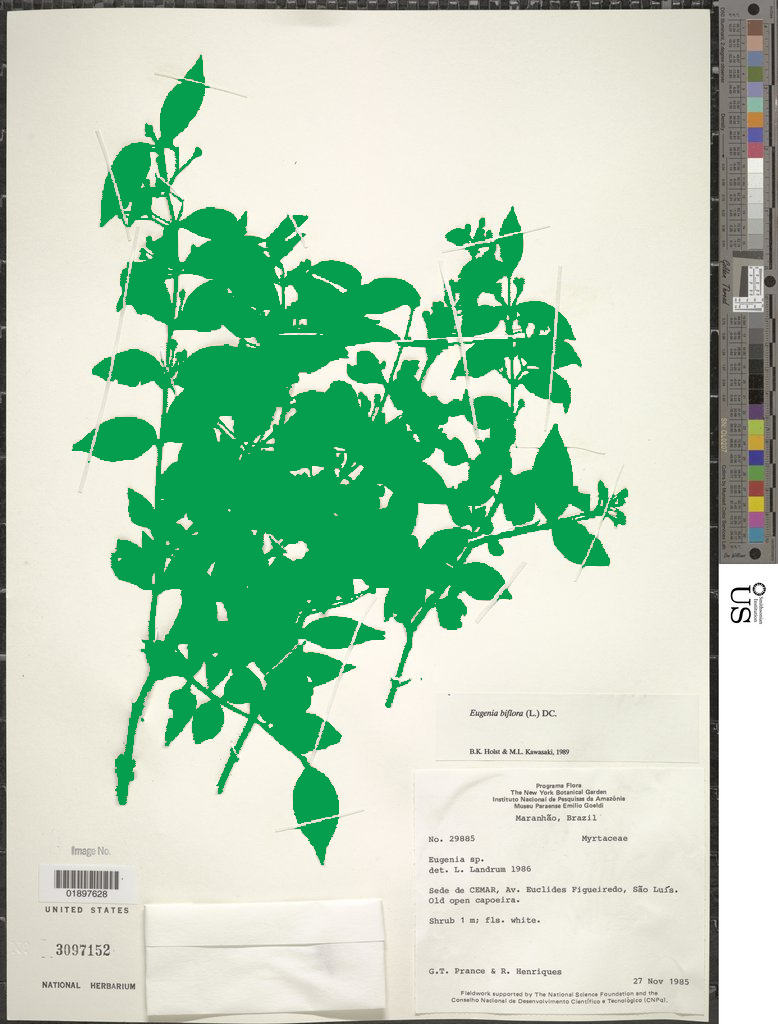 Eugenia biflora (L.) DC.
B.K. Holst & M.L. Kawasaki, 1989
Programa Flora
The New York Botanical Garden
Instituto Nacional de Pesquisas da Amazônia
Museu Paraense Emílio Goeldi
Maranhão, Brazil
No. 29885 Myrtaceae
Eugenia sp.
det. L. Landrum 1986
Sede de CEMAR, Av. Euclides Figueiredo, São Luís.
Old open capoeira.
Shrub 1 m; fls. white.
G.T. Prance & R. Henriques
27 Nov 1985
Fieldwork supported by The National Science Foundation and the
Conselho Nacional de Desenvolvimento Científico e Tecnológico (CNPq).
Image No.
01897628
UNITED STATES
3097152
NATIONAL HERBARIUM
Smithsonian
Institution
US